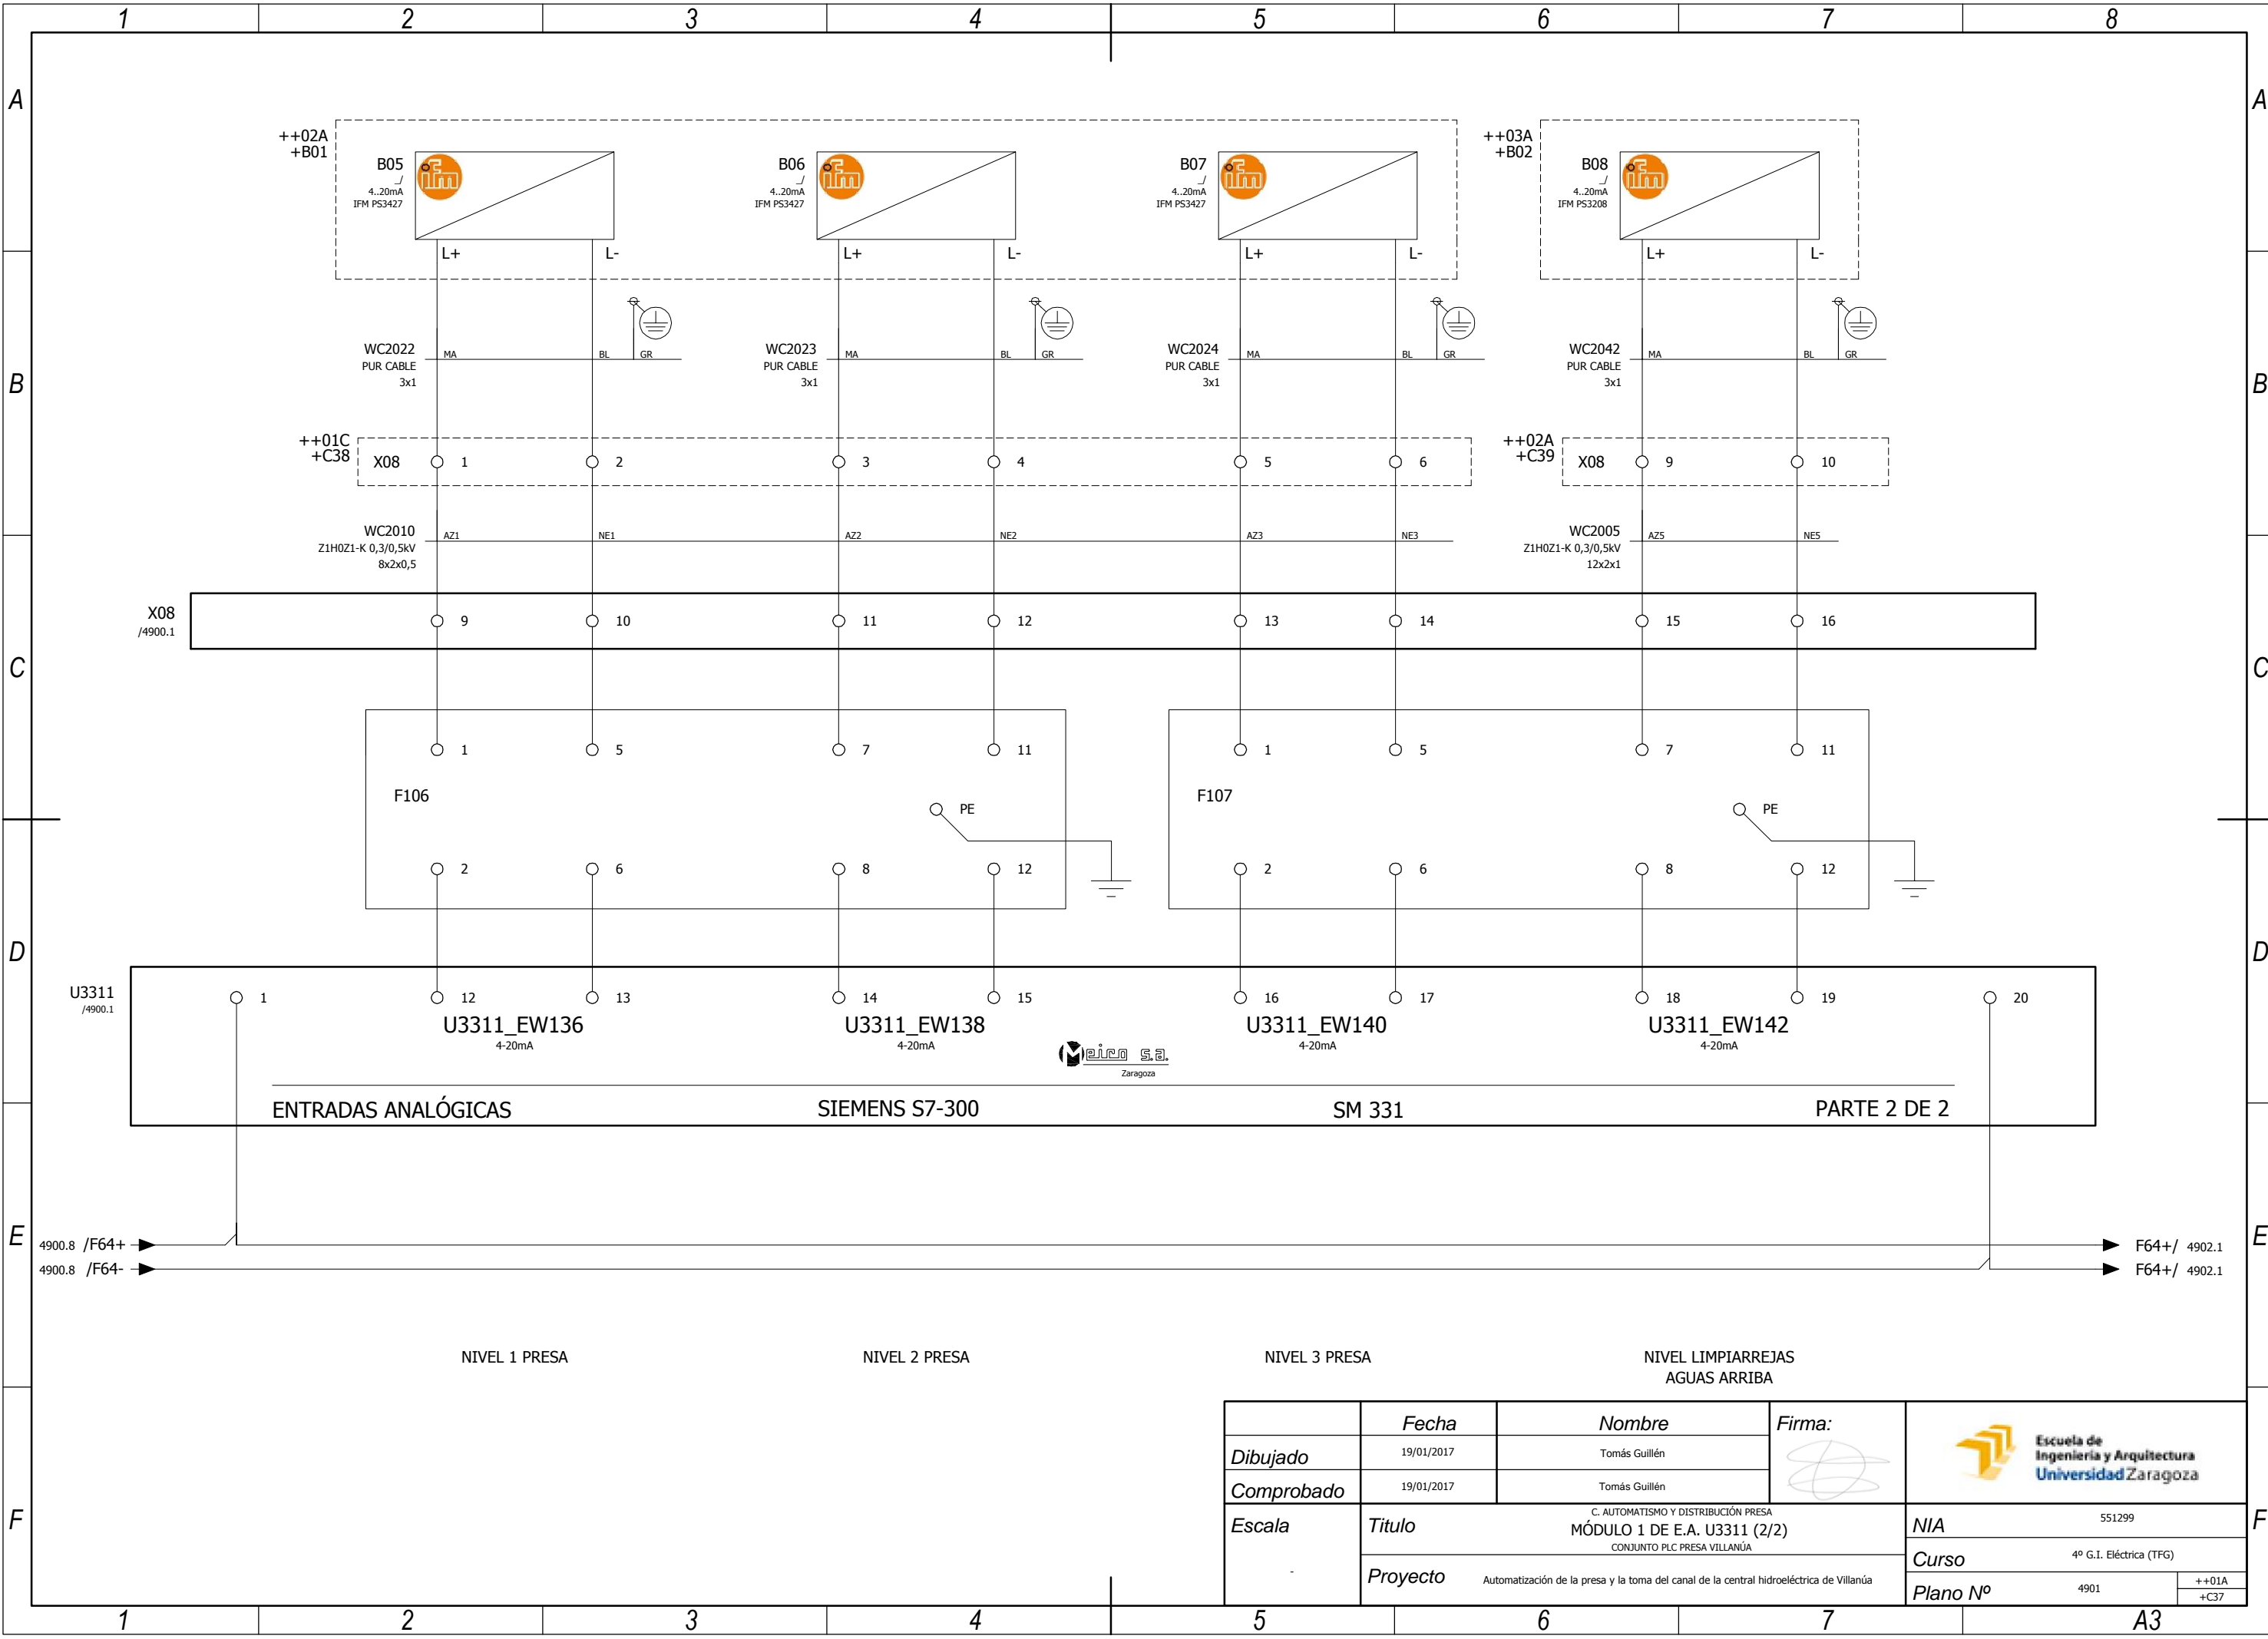 1 2 3 4 5 6 7 8
A A
++02A
+B01
B05
4..20mA
IFM PS3427
ifm
L+ L-
B06
4..20mA
IFM PS3427
ifm
L+ L-
B07
4..20mA
IFM PS3427
ifm
L+ L-
++03A
+B02
B08
4..20mA
IFM PS3208
ifm
L+ L-
B B
WC2022
PUR CABLE
3x1
MA BL GR
WC2023
PUR CABLE
3x1
MA BL GR
WC2024
PUR CABLE
3x1
MA BL GR
WC2042
PUR CABLE
3x1
MA BL GR
++01C
+C38
X08 1 2 3 4 5 6
++02A
+C39
X08 9 10
WC2010
Z1H0Z1-K 0,3/0,5kV
8x2x0,5
AZ1 NE1 AZ2 NE2 AZ3 NE3
WC2005
Z1H0Z1-K 0,3/0,5kV
12x2x1
AZ5 NE5
X08
/4900.1
9 10 11 12 13 14 15 16
C C
1 5 7 11
F106
PE
2 6 8 12
1 5 7 11
F107
PE
2 6 8 12
D D
U3311
/4900.1
1 12 13 14 15 16 17 18 19 20
U3311_EW136
4-20mA
U3311_EW138
4-20mA
U3311_EW140
4-20mA
U3311_EW142
4-20mA
Meico s.a.
Zaragoza
ENTRADAS ANALÓGICAS SIEMENS S7-300 SM 331 PARTE 2 DE 2
E E
4900.8 /F64+ F64+/ 4902.1
4900.8 /F64- F64+/ 4902.1
NIVEL 1 PRESA
NIVEL 2 PRESA
NIVEL 3 PRESA
NIVEL LIMPIARREJAS
AGUAS ARRIBA
Fecha Nombre Firma:
Dibujado 19/01/2017 Tomás Guillén
Comprobado 19/01/2017 Tomás Guillén
Escuela de
Ingeniería y Arquitectura
Universidad Zaragoza
F F
Escala
-
Titulo
C. AUTOMATISMO Y DISTRIBUCIÓN PRESA
MÓDULO 1 DE E.A. U3311 (2/2)
CONJUNTO PLC PRESA VILLANÚA
Proyecto Automatización de la presa y la toma del canal de la central hidroeléctrica de Villanúa
NIA 551299
Curso 4º G.I. Eléctrica (TFG)
Plano Nº 4901
++01A
+C37
1 2 3 4 5 6 7 A3